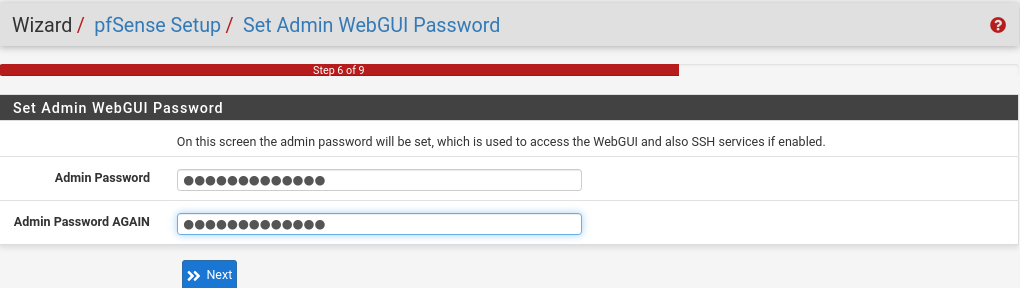 Wizard / pfSense Setup / Set Admin WebGUI Password
Step 6 of 9
Set Admin WebGUI Password
On this screen the admin password will be set, which is used to access the WebGUI and also SSH services if enabled.
Admin Password ●●●●●●●●●●●●●
Admin Password AGAIN ●●●●●●●●●●●●●
Next